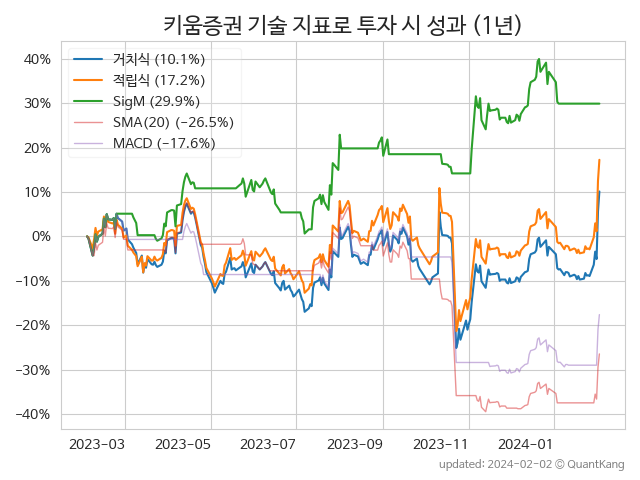 키움증권 기술 지표로 투자 시 성과 (1년)
거치식 (10.1%)
적립식 (17.2%)
SigM (29.9%)
SMA(20) (−26.5%)
MACD (−17.6%)
40%
30%
20%
10%
0%
−10%
−20%
−30%
−40%
2023-03 2023-05 2023-07 2023-09 2023-11 2024-01
updated: 2024-02-02 © QuantKang